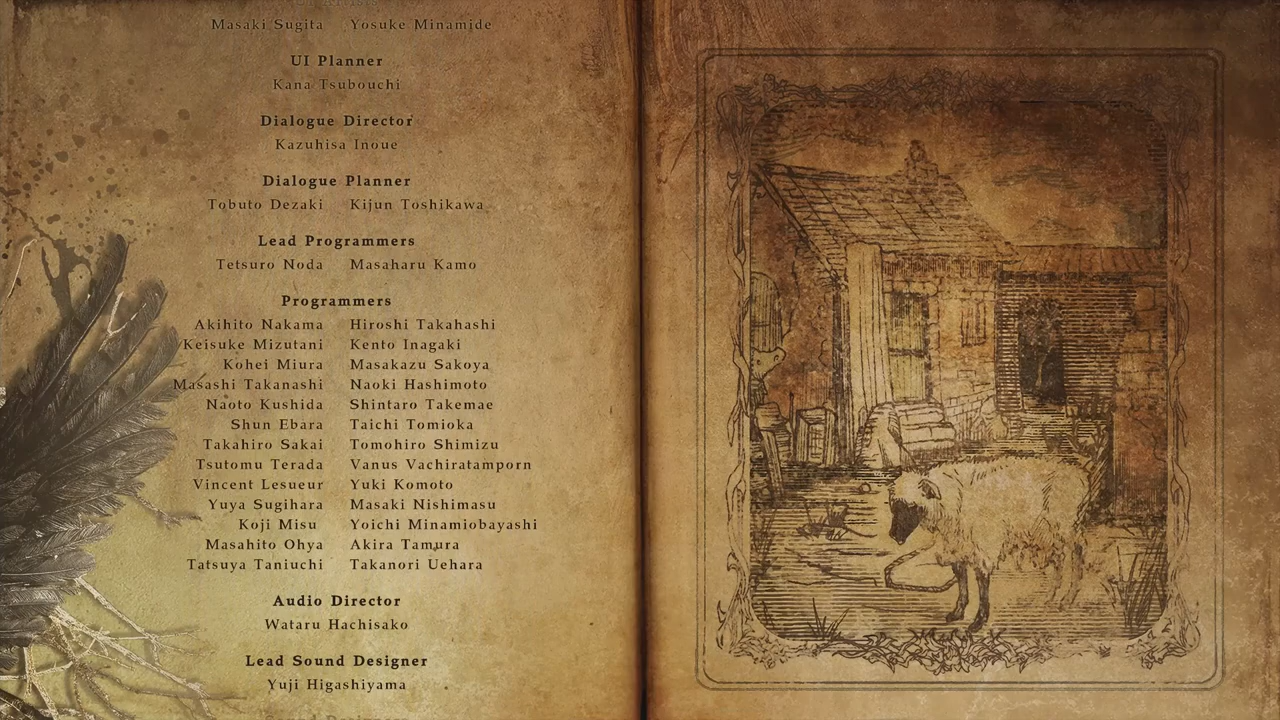 Masaki Sugita Yosuke Minamide
UI Planner
Kana Tsubouchi
Dialogue Director
Kazuhisa Inoue
Dialogue Planner
Tobuto Dezaki Kijun Toshikawa
Lead Programmers
Tetsuro Noda Masaharu Kamo
Programmers
Akihito Nakama Hiroshi Takahashi
Keisuke Mizutani Kento Inagaki
Kohei Miura Masakazu Sakoya
Masashi Takanashi Naoki Hashimoto
Naoto Kushida Shintaro Takemae
Shun Ebara Taichi Tomioka
Takahiro Sakai Tomohiro Shimizu
Tsutomu Terada Vanus Vachiratamporn
Vincent Lesueur Yuki Komoto
Yuya Sugihara Masaki Nishimasu
Koji Misu Yoichi Minamiobayashi
Masahito Ohya Akira Tamura
Tatsuya Taniuchi Takanori Uehara
Audio Director
Wataru Hachisako
Lead Sound Designer
Yuji Higashiyama